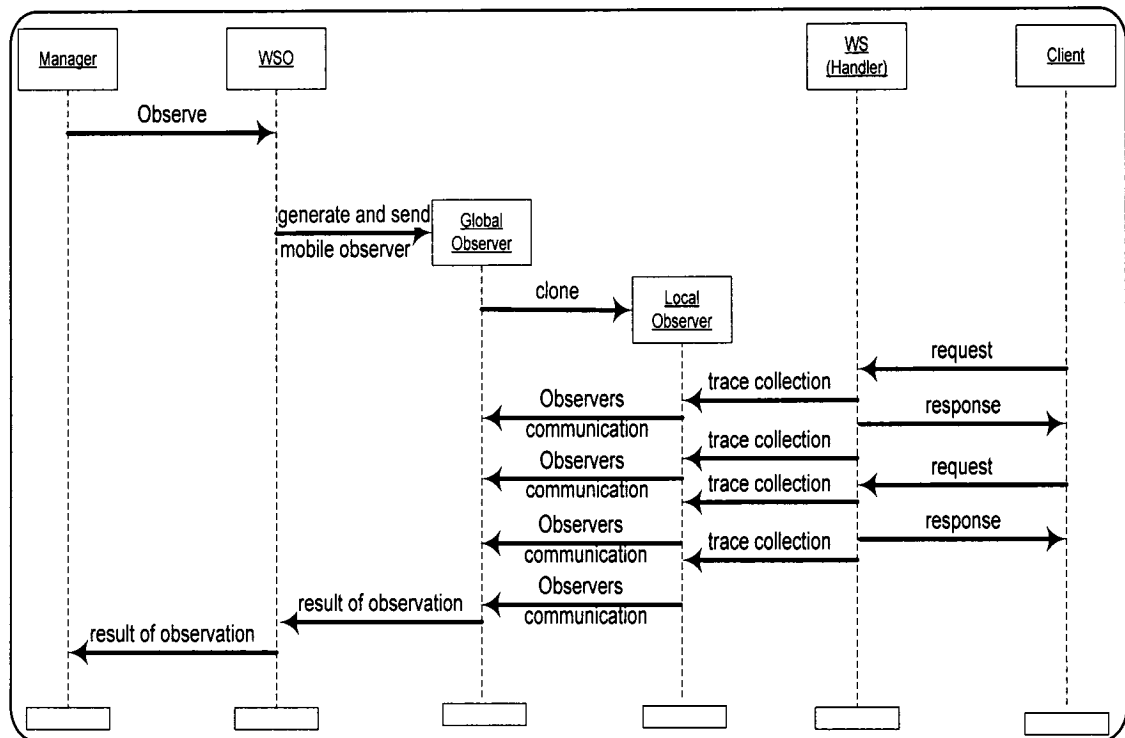 Manager
WSO
WS
(Handler)
Client
Observe
generate and send
mobile observer
Global
Observer
clone
Local
Observer
request
trace collection
Observers
communication
response
trace collection
Observers
communication
request
trace collection
response
Observers
communication
trace collection
Observers
communication
result of observation
result of observation